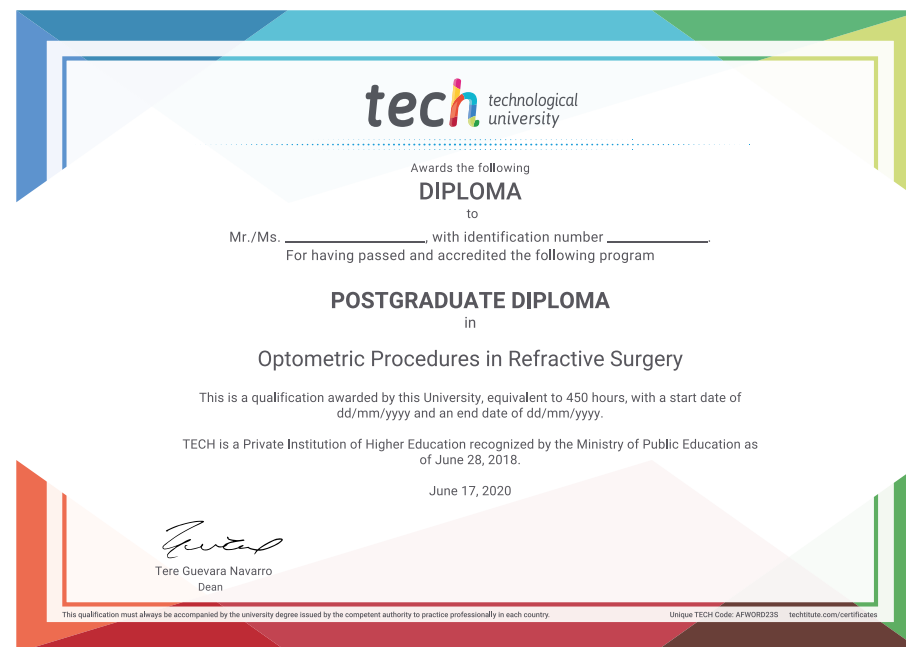 tech technological
university
Awards the following
DIPLOMA
to
Mr./Ms. ____________________, with identification number ______________.
For having passed and accredited the following program
POSTGRADUATE DIPLOMA
in
Optometric Procedures in Refractive Surgery
This is a qualification awarded by this University, equivalent to 450 hours, with a start date of
dd/mm/yyyy and an end date of dd/mm/yyyy.
TECH is a Private Institution of Higher Education recognized by the Ministry of Public Education as
of June 28, 2018.
June 17, 2020
Tere Guevara Navarro
Dean
This qualification must always be accompanied by the university degree issued by the competent authority to practice professionally in each country. Unique TECH Code: AFWORD23S techtitute.com/certificates